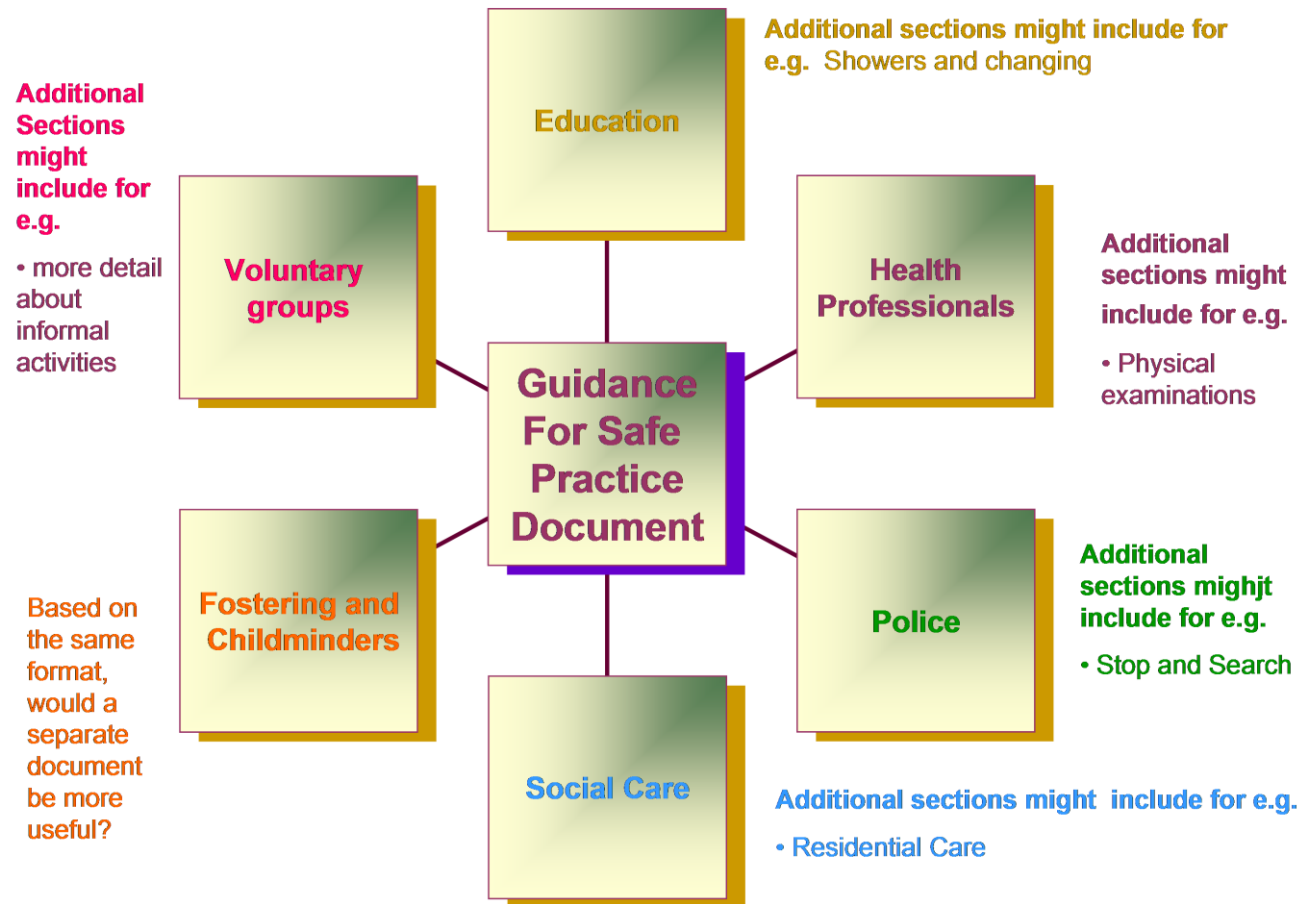 Additional sections might include for
e.g. Showers and changing
Education
Additional
Sections
might
include for
e.g.
• more detail
about
informal
activities
Voluntary
groups
Health
Professionals
Additional
sections might
include for e.g.
• Physical
examinations
Guidance
For Safe
Practice
Document
Based on
the same
format,
would a
separate
document
be more
useful?
Fostering and
Childminders
Police
Additional
sections mighjt
include for e.g.
• Stop and Search
Social Care
Additional sections might include for e.g.
• Residential Care